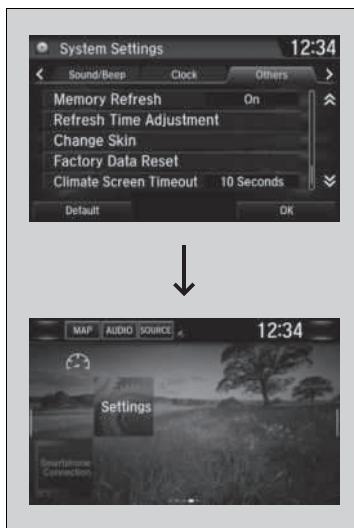 System Settings 12:34
Sound/Beep Clock Others
Memory Refresh On
Refresh Time Adjustment
Change Skin
Factory Data Reset
Climate Screen Timeout 10 Seconds
Default OK
MAP AUDIO SOURCE 12:34
Settings
Smartphone
Connection